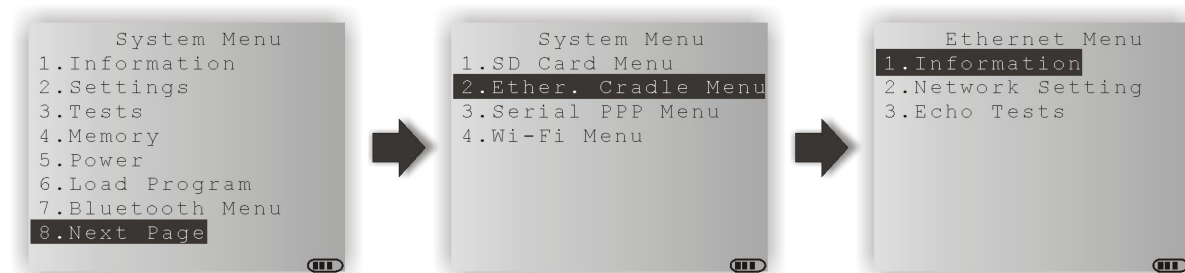 System Menu
1.Information
2.Settings
3.Tests
4.Memory
5.Power
6.Load Program
7.Bluetooth Menu
8.Next Page
System Menu
1.SD Card Menu
2.Ether. Cradle Menu
3.Serial PPP Menu
4.Wi-Fi Menu
Ethernet Menu
1.Information
2.Network Setting
3.Echo Tests